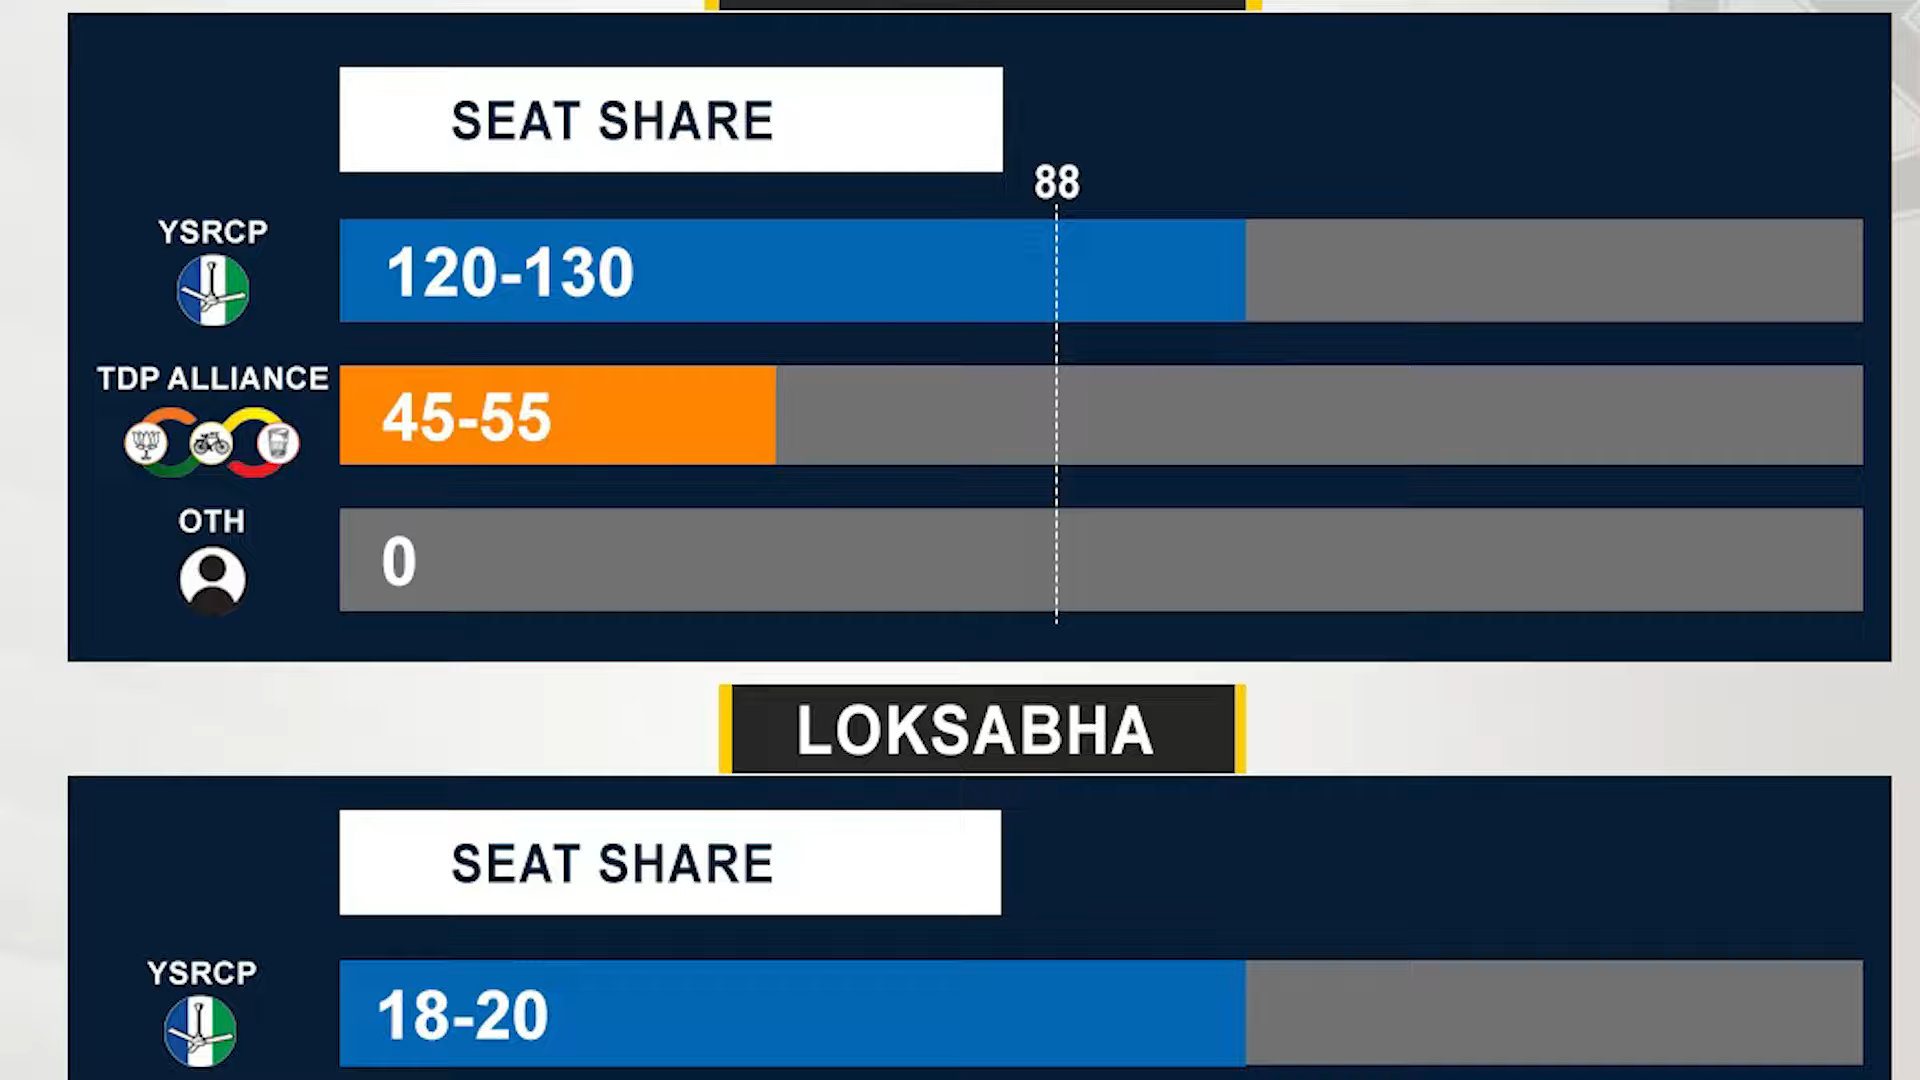 SEAT SHARE
88
YSRCP
120-130
TDP ALLIANCE
45-55
OTH
0
LOKSABHA
SEAT SHARE
YSRCP
18-20